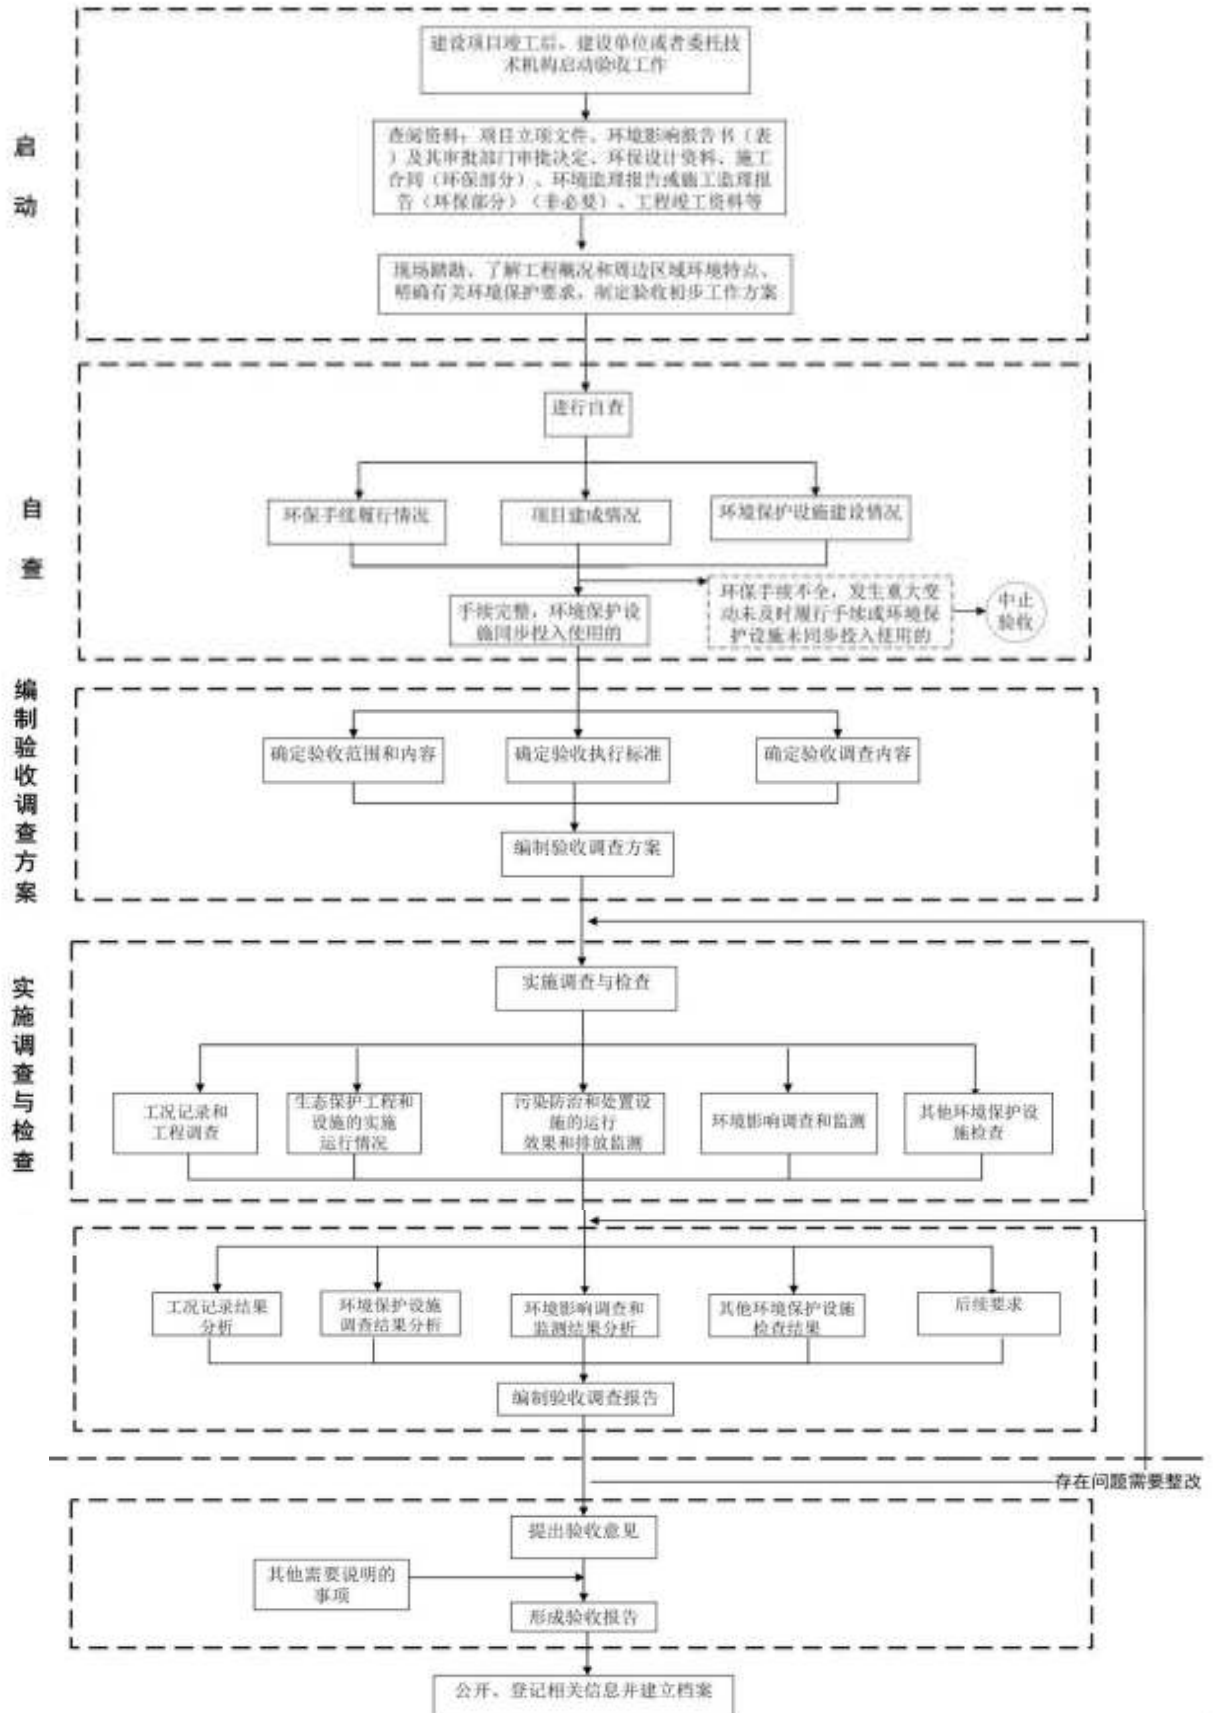 启动
建设项目竣工后，建设单位或者委托技
术机构启动验收工作
查阅资料：项目立项文件、环境影响报告书（表
）及其审批部门审批决定、环保设计资料、施工
合同（环保部分）、环境监理报告或施工监理报
告（环保部分）（非必要）、工程竣工资料等
现场踏勘、了解工程概况和周边区域环境特点、
明确有关环境保护要求，制定验收初步工作方案
自查
进行自查
环保手续履行情况
项目建成情况
环境保护设施建设情况
手续完整，环境保护设
施同步投入使用的
环保手续不全，发生重大变
动未及时履行手续或环境保
护设施未同步投入使用的
中止
验收
编制验收调查方案
确定验收范围和内容
确定验收执行标准
确定验收调查内容
编制验收调查方案
实施调查与检查
实施调查与检查
工况记录和
工程调查
生态保护工程和
设施的实施
运行情况
污染防治和处置设
施的运行
效果和排放监测
环境影响调查和监测
其他环境保护设
施检查
工况记录结果
分析
环境保护设施
调查结果分析
环境影响调查和
监测结果分析
其他环境保护设施
检查结果
后续要求
编制验收调查报告
存在问题需要整改
提出验收意见
其他需要说明的
事项
形成验收报告
公开、登记相关信息并建立档案